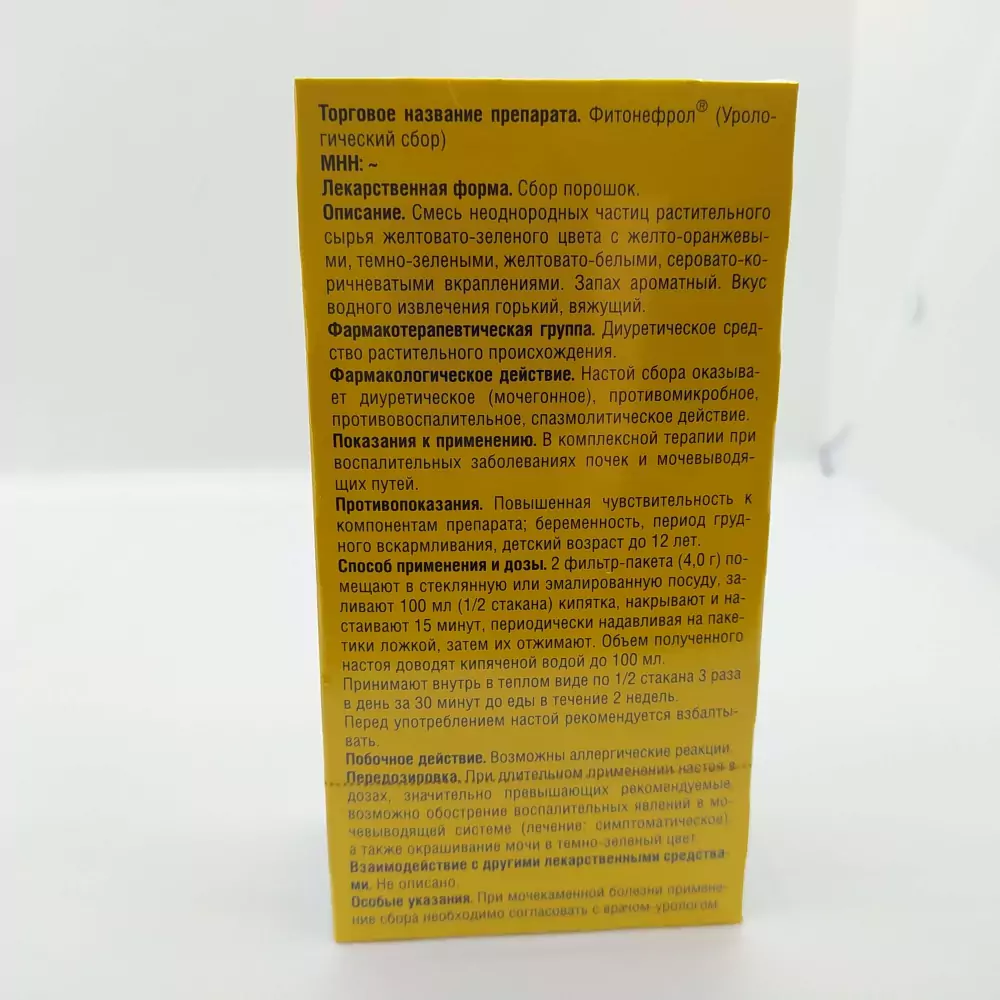 Торговое название препарата. Фитонефрол® (Уроло-
гический сбор)
МНН: ~
Лекарственная форма. Сбор порошок.
Описание. Смесь неоднородных частиц растительного
сырья желтовато-зеленого цвета с желто-оранжевы-
ми, темно-зелеными, желтовато-белыми, серовато-ко-
ричневатыми вкраплениями. Запах ароматный. Вкус
водного извлечения горький, вяжущий.
Фармакотерапевтическая группа. Диуретическое сред-
ство растительного происхождения.
Фармакологическое действие. Настой сбора оказыва-
ет диуретическое (мочегонное), противомикробное,
противовоспалительное, спазмолитическое действие.
Показания к применению. В комплексной терапии при
воспалительных заболеваниях почек и мочевыводя-
щих путей.
Противопоказания. Повышенная чувствительность к
компонентам препарата; беременность, период груд-
ного вскармливания, детский возраст до 12 лет.
Способ применения и дозы. 2 фильтр-пакета (4,0 г) по-
мещают в стеклянную или эмалированную посуду, за-
ливают 100 мл (1/2 стакана) кипятка, накрывают и на-
стаивают 15 минут, периодически надавливая на паке-
тики ложкой, затем их отжимают. Объем полученного
настоя доводят кипяченой водой до 100 мл.
Принимают внутрь в теплом виде по 1/2 стакана 3 раза
в день за 30 минут до еды в течение 2 недель.
Перед употреблением настой рекомендуется взбалты-
вать.
Побочное действие. Возможны аллергические реакции.
Передозировка. При длительном применении настоя в
дозах, значительно превышающих рекомендуемые
возможно обострение воспалительных явлений в мо-
чевыводящей системе (лечение: симптоматическое),
а также окрашивание мочи в темно-зеленый цвет.
Взаимодействие с другими лекарственными средства-
ми. Не описано.
Особые указания. При мочекаменной болезни примене-
ние сбора необходимо согласовать с врачом-урологом.